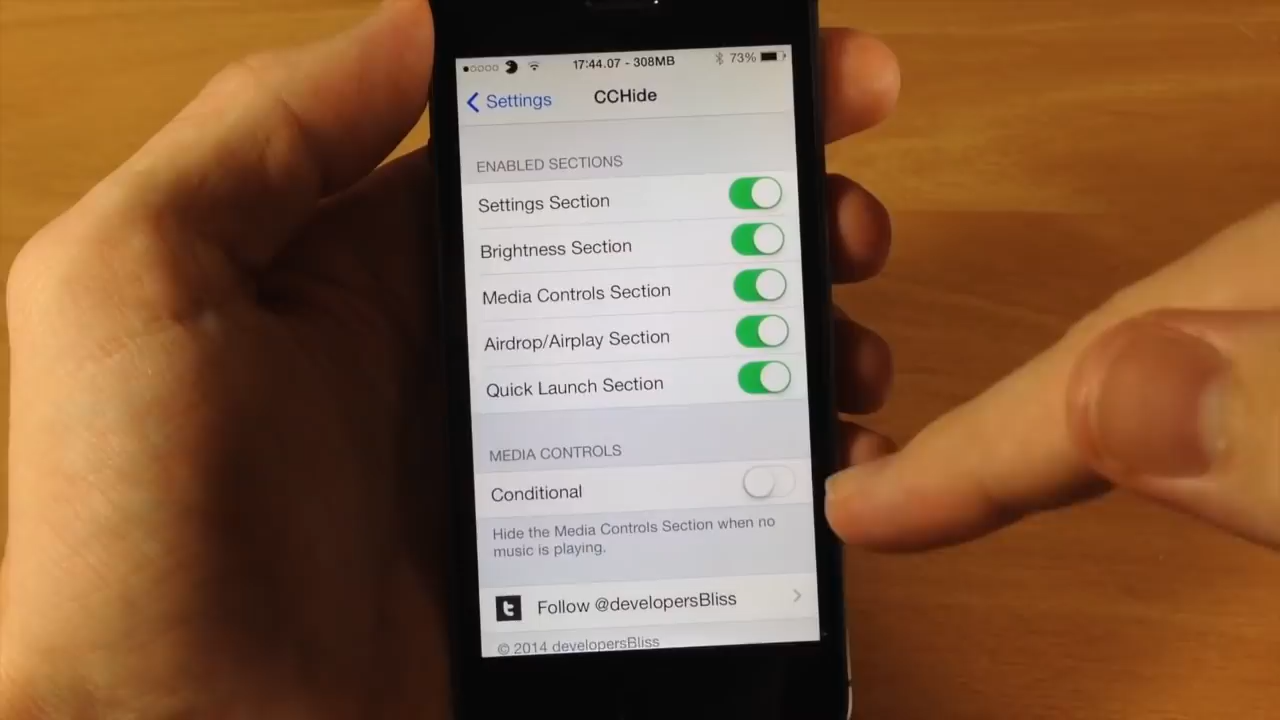 17:44.07 - 308MB
73%
Settings
CCHide
ENABLED SECTIONS
Settings Section
Brightness Section
Media Controls Section
Airdrop/Airplay Section
Quick Launch Section
MEDIA CONTROLS
Conditional
Hide the Media Controls Section when no
music is playing.
t
Follow @developersBliss
© 2014 developersBliss